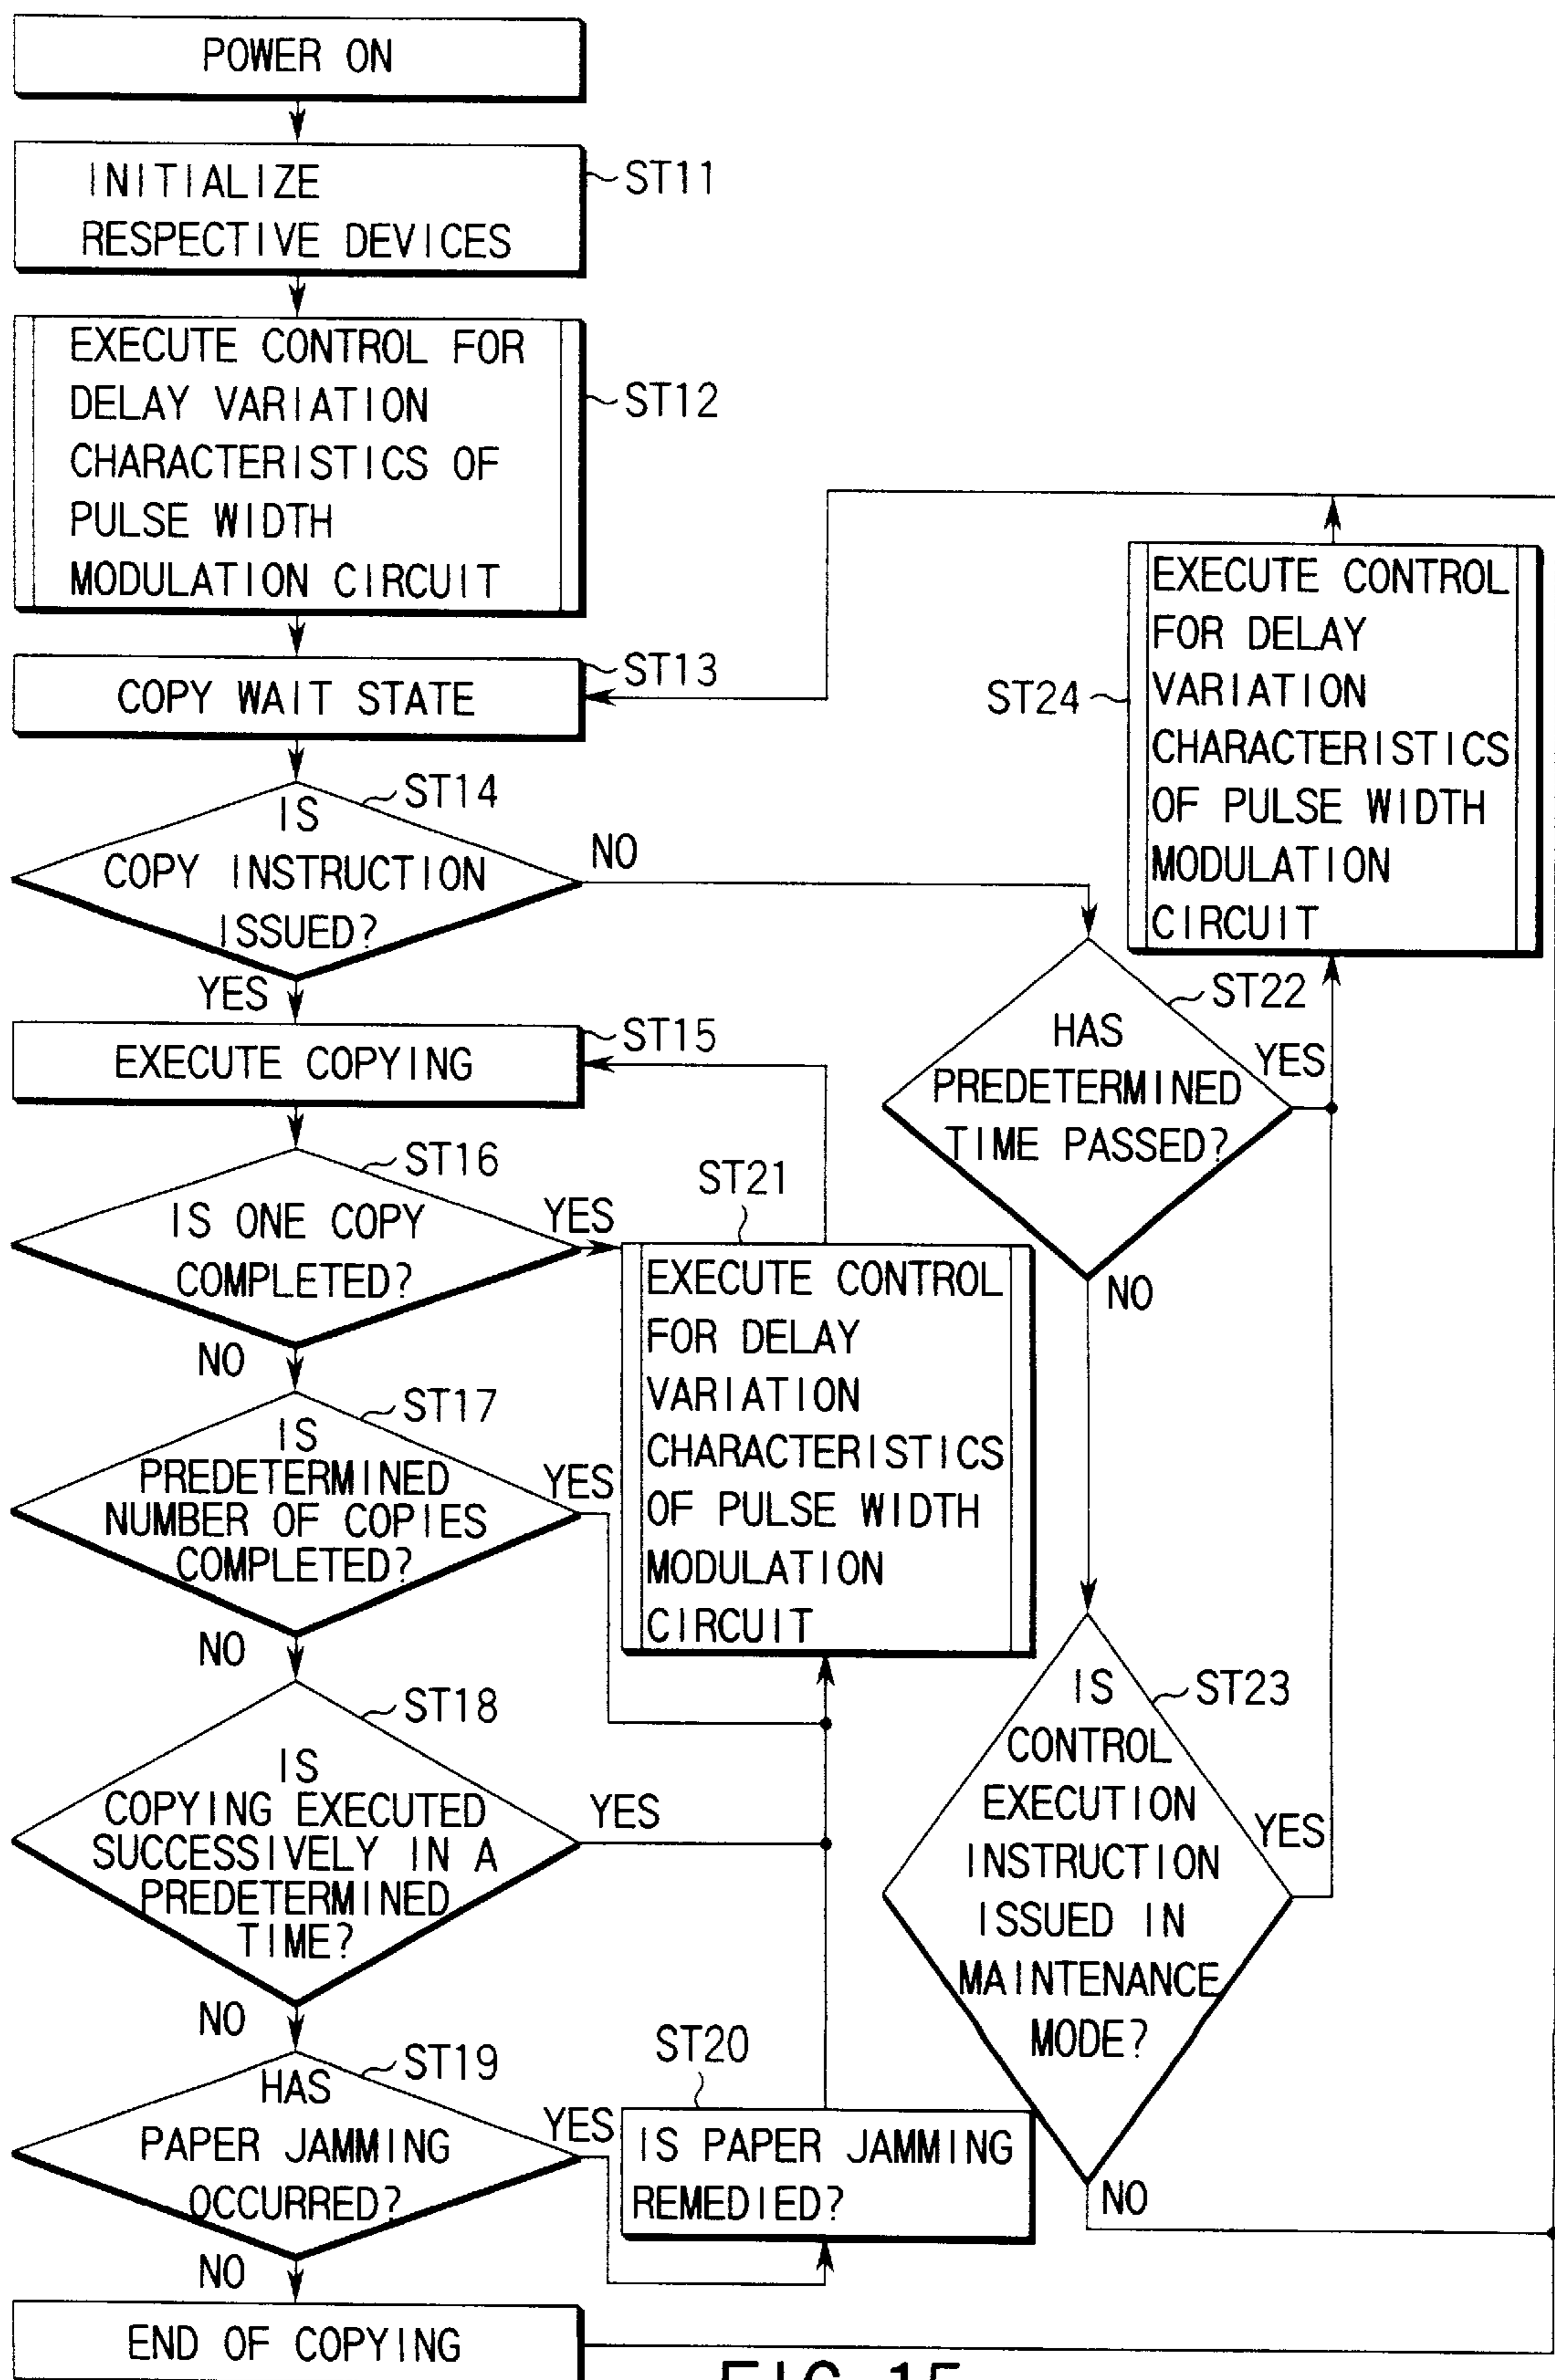 POWER ON
INITIALIZE
RESPECTIVE DEVICES
ST11
EXECUTE CONTROL FOR
DELAY VARIATION
CHARACTERISTICS OF
PULSE WIDTH
MODULATION CIRCUIT
ST12
COPY WAIT STATE
ST13
IS
COPY INSTRUCTION
ISSUED?
ST14
NO
YES
EXECUTE COPYING
ST15
IS ONE COPY
COMPLETED?
ST16
YES
NO
IS
PREDETERMINED
NUMBER OF COPIES
COMPLETED?
ST17
YES
NO
IS
COPYING EXECUTED
SUCCESSIVELY IN A
PREDETERMINED
TIME?
ST18
YES
NO
HAS
PAPER JAMMING
OCCURRED?
ST19
YES
NO
END OF COPYING
ST20
IS PAPER JAMMING
REMEDIED?
ST21
EXECUTE CONTROL
FOR DELAY
VARIATION
CHARACTERISTICS
OF PULSE WIDTH
MODULATION
CIRCUIT
ST22
HAS
PREDETERMINED
TIME PASSED?
YES
NO
ST23
IS
CONTROL
EXECUTION
INSTRUCTION
ISSUED IN
MAINTENANCE
MODE?
YES
NO
ST24
EXECUTE CONTROL
FOR DELAY
VARIATION
CHARACTERISTICS
OF PULSE WIDTH
MODULATION
CIRCUIT
FIG.15